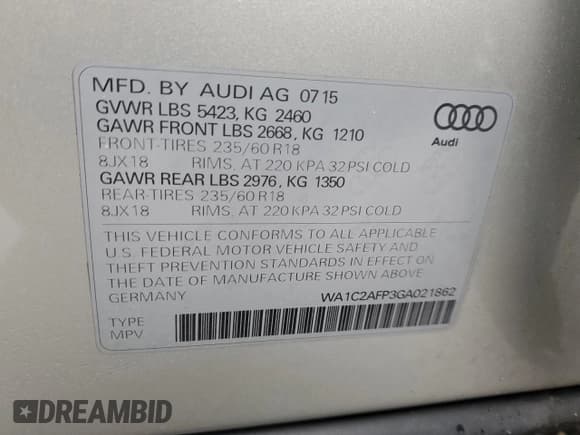 MFD. BY AUDI AG 07 15
GVWR LBS 5423, KG 2460
GAWR FRONT LBS 2668, KG 1210
FRONT-TIRES 235/60 R18
8JX18 RIMS, AT 220 KPA 32 PSI COLD
GAWR REAR LBS 2976, KG 1350
REAR-TIRES 235/60 R18
8JX18 RIMS, AT 220 KPA 32 PSI COLD
Audi
THIS VEHICLE CONFORMS TO ALL APPLICABLE
U.S. FEDERAL MOTOR VEHICLE SAFETY AND
THEFT PREVENTION STANDARDS IN EFFECT ON
THE DATE OF MANUFACTURE SHOWN ABOVE
GERMANY WA1C2AFP3GA021862
TYPE
MPV
DREAMBID